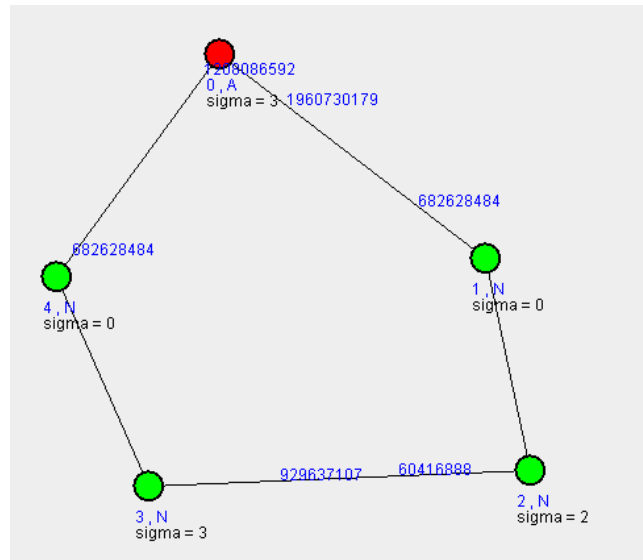 1208086592
0 , A
sigma = 3
1960730179
682628484
682628484
1 , N
sigma = 0
4 , N
sigma = 0
929637107
60416888
2 , N
sigma = 2
3 , N
sigma = 3